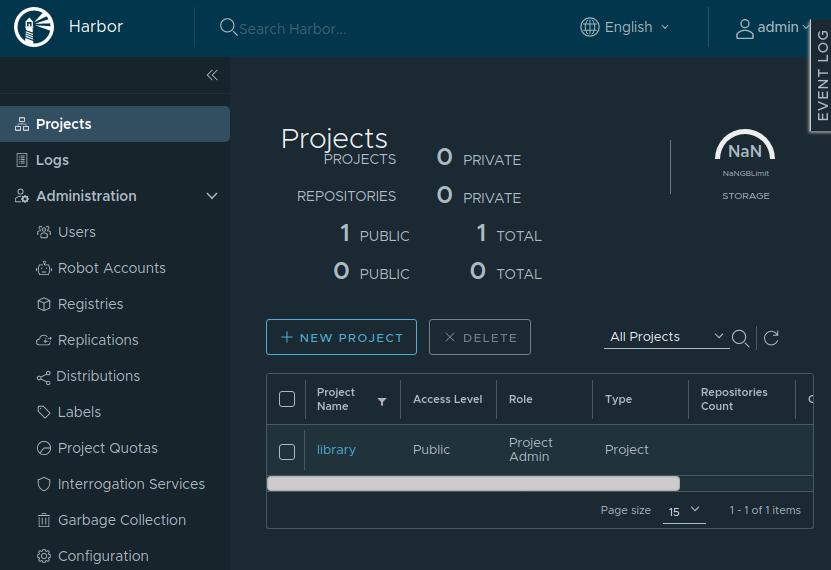 Harbor
Search Harbor...
English
admin
EVENT LOG
Projects
Logs
Administration
Users
Robot Accounts
Registries
Replications
Distributions
Labels
Project Quotas
Interrogation Services
Garbage Collection
Configuration
Projects
PROJECTS 0 PRIVATE
REPOSITORIES 0 PRIVATE
1 PUBLIC 1 TOTAL
0 PUBLIC 0 TOTAL
NaN
NaNGBLimit
STORAGE
+ NEW PROJECT
× DELETE
All Projects
Project Name Access Level Role Type Repositories Count
library Public Project Admin Project
Page size 15 1 - 1 of 1 items